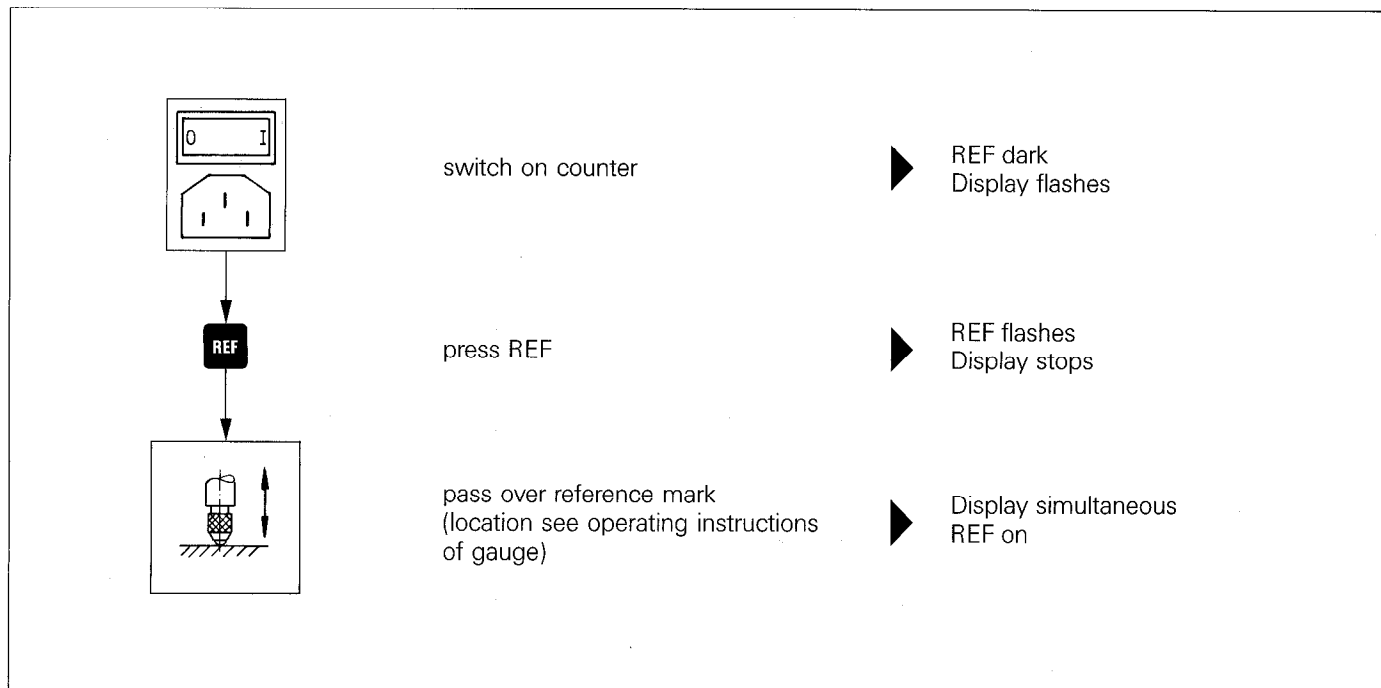 O I
switch on counter
REF dark
Display flashes
REF
press REF
REF flashes
Display stops
pass over reference mark
(location see operating instructions
of gauge)
Display simultaneous
REF on